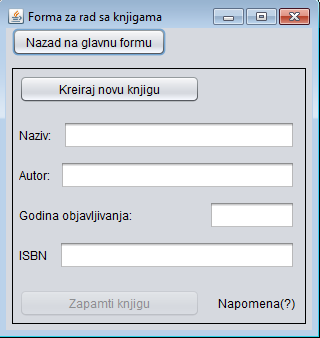 Forma za rad sa knjigama
Nazad na glavnu formu
Kreiraj novu knjigu
Naziv:
Autor:
Godina objavljivanja:
ISBN
Zapamti knjigu Napomena(?)